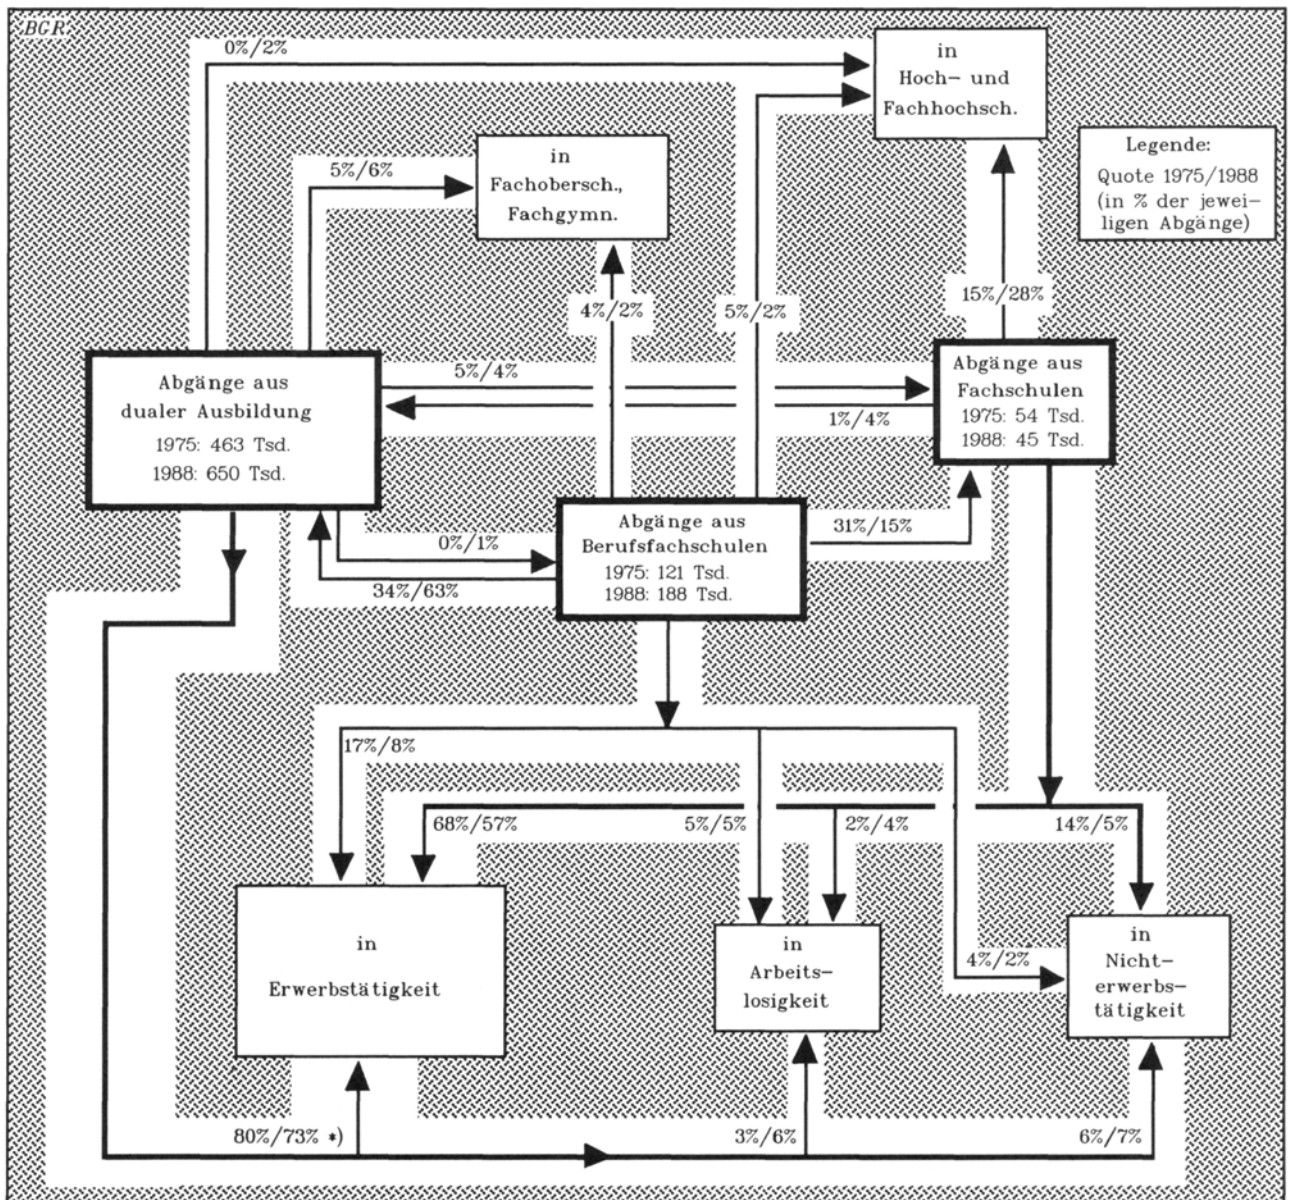 BGR
0%/2%
in
Hoch- und
Fachhochsch.
Legende:
Quote 1975/1988
(in % der jewei-
ligen Abgänge)
in
Fachobersch.,
Fachgymn.
5%/6%
4%/2%
5%/2%
15%/28%
Abgänge aus
dualer Ausbildung
1975: 463 Tsd.
1988: 650 Tsd.
5%/4%
1%/4%
Abgänge aus
Fachschulen
1975: 54 Tsd.
1988: 45 Tsd.
0%/1%
34%/63%
Abgänge aus
Berufsfachschulen
1975: 121 Tsd.
1988: 188 Tsd.
31%/15%
17%/8%
68%/57%
5%/5%
2%/4%
14%/5%
in
Erwerbstätigkeit
in
Arbeits-
losigkeit
4%/2%
in
Nicht-
erwerbs-
tätigkeit
80%/73% *)
3%/6%
6%/7%